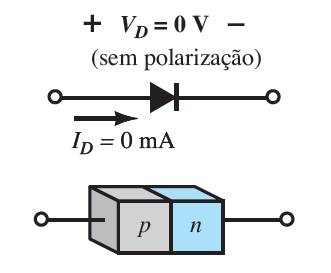 + V_D = 0 V −
(sem polarização)
I_D = 0 mA
p n